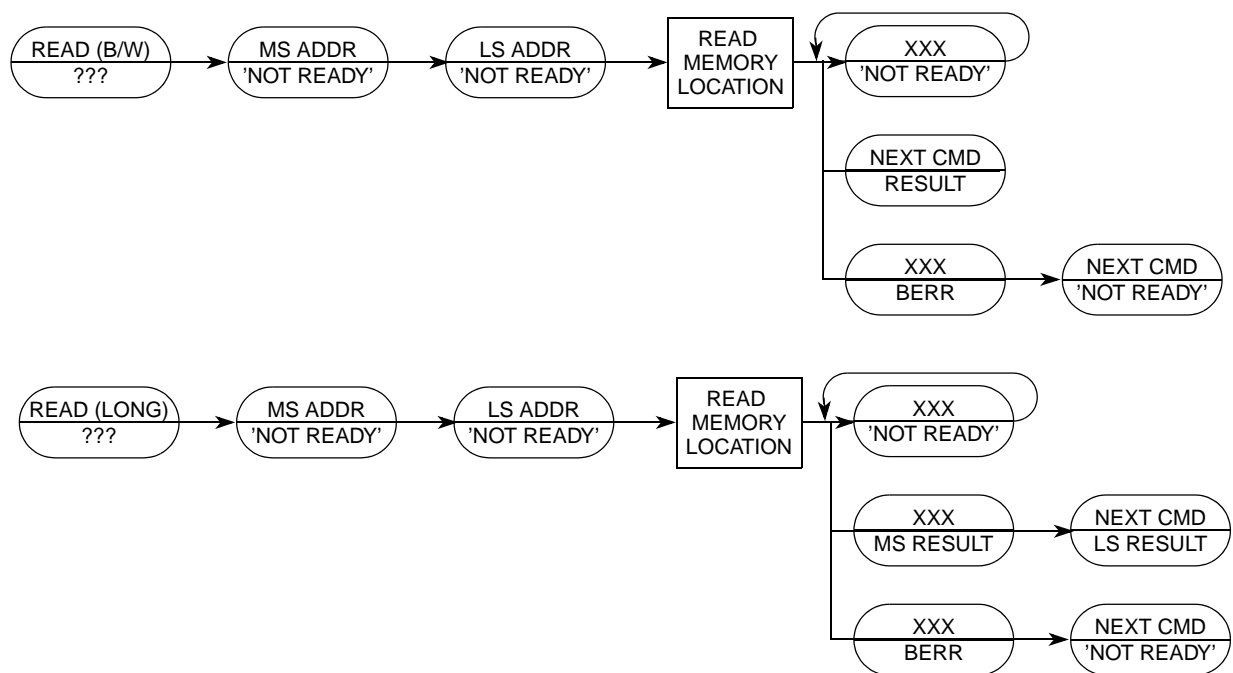 READ (B/W)
???
MS ADDR
'NOT READY'
LS ADDR
'NOT READY'
READ
MEMORY
LOCATION
XXX
'NOT READY'
NEXT CMD
RESULT
XXX
BERR
NEXT CMD
'NOT READY'
READ (LONG)
???
MS ADDR
'NOT READY'
LS ADDR
'NOT READY'
READ
MEMORY
LOCATION
XXX
'NOT READY'
XXX
MS RESULT
NEXT CMD
LS RESULT
XXX
BERR
NEXT CMD
'NOT READY'